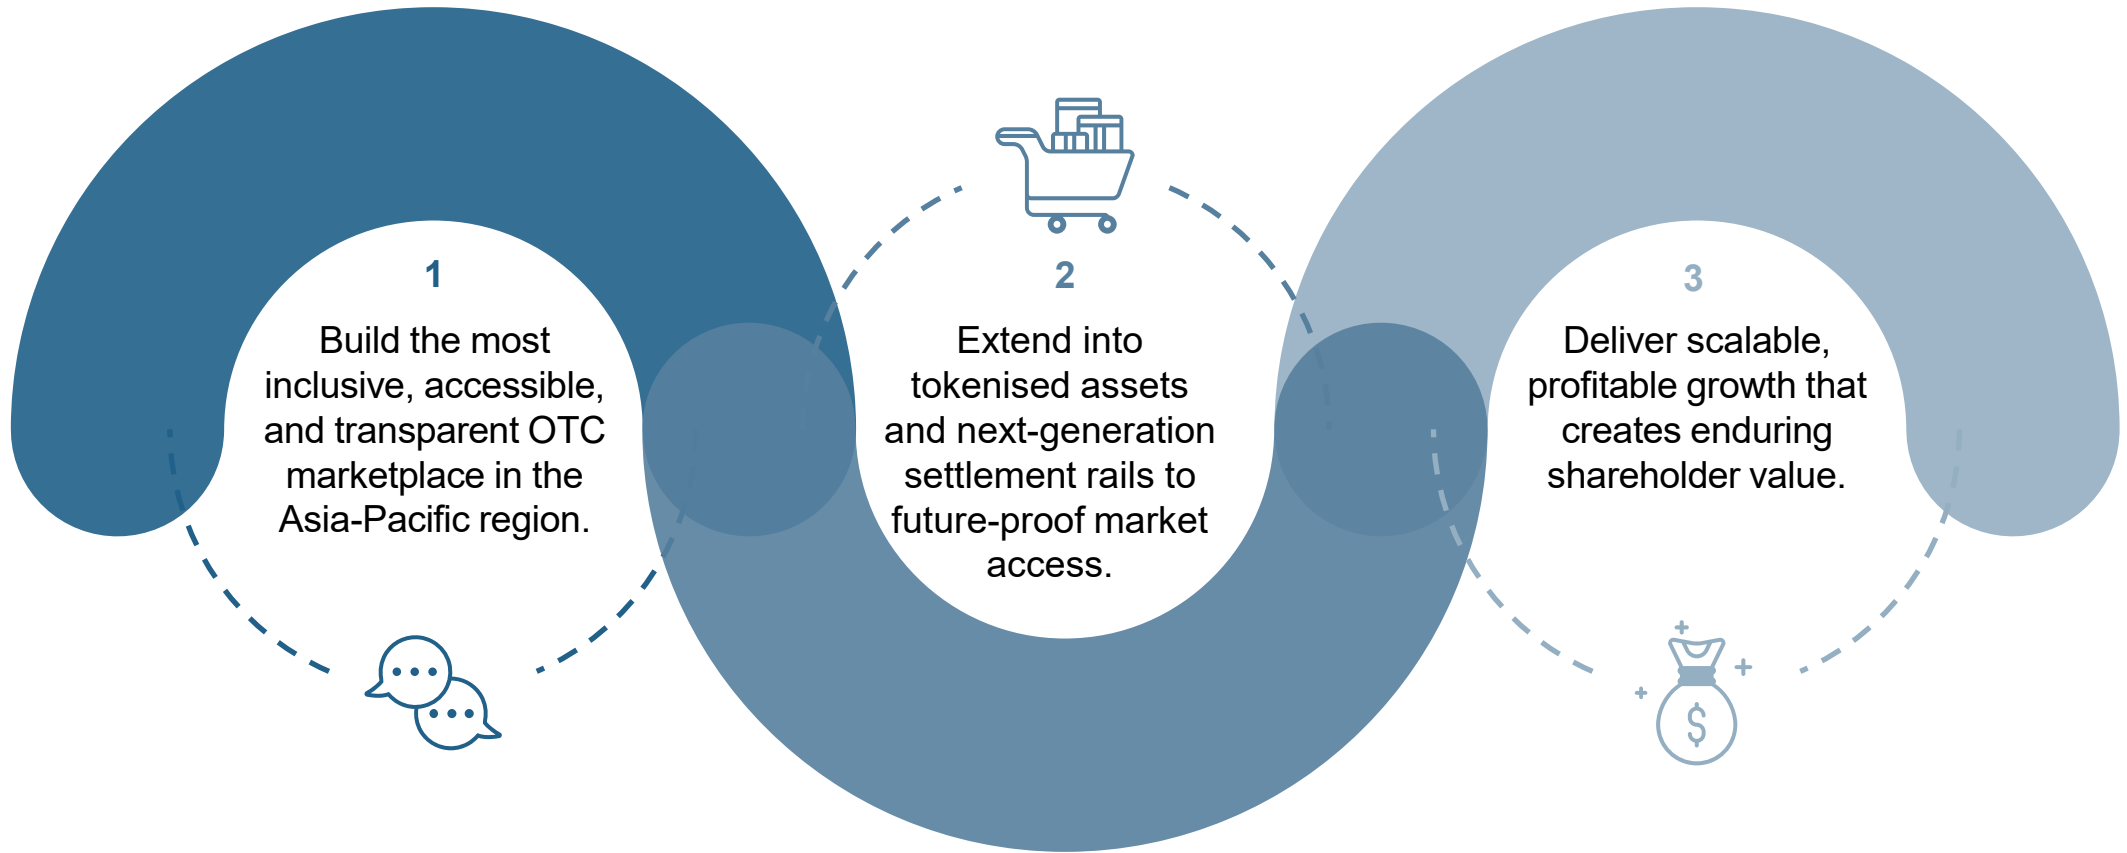 1
Build the most
inclusive, accessible,
and transparent OTC
marketplace in the
Asia-Pacific region.
2
Extend into
tokenised assets
and next-generation
settlement rails to
future-proof market
access.
3
Deliver scalable,
profitable growth that
creates enduring
shareholder value.
$